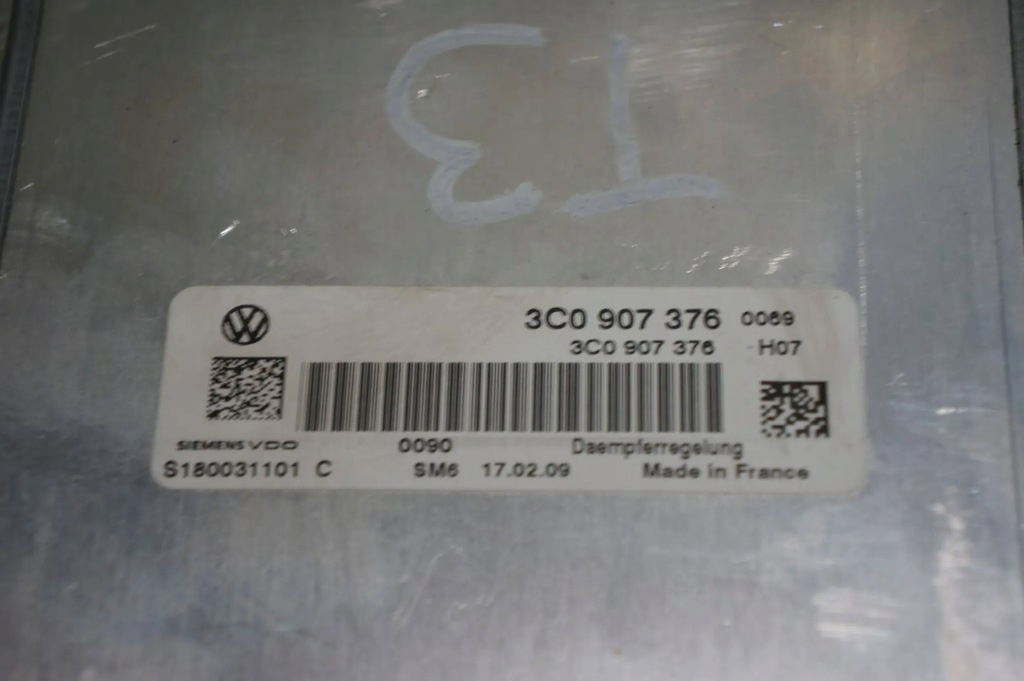 T3
3C0 907 376 0069
3C0 907 376 -H07
SIEMENS VDO 0090 Daempferregelung
S180031101 C SM6 17.02.09 Made in France